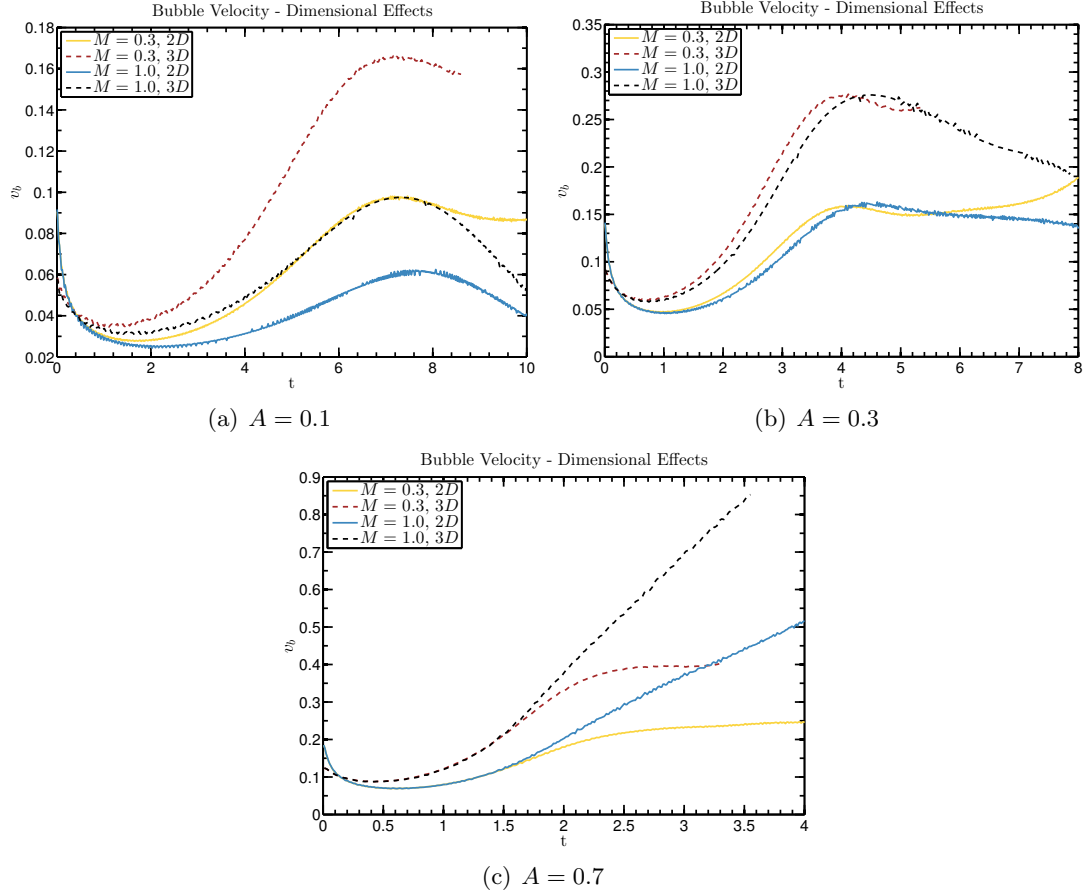 Bubble Velocity - Dimensional Effects
Bubble Velocity - Dimensional Effects
0.18
0.16
0.14
0.12
0.1
0.08
0.06
0.04
0.02
v_b
M = 0.3, 2D
M = 0.3, 3D
M = 1.0, 2D
M = 1.0, 3D
0 2 4 6 8 10
t
(a) A = 0.1
0.35
0.3
0.25
0.2
0.15
0.1
0.05
0
v_b
M = 0.3, 2D
M = 0.3, 3D
M = 1.0, 2D
M = 1.0, 3D
0 1 2 3 4 5 6 7 8
t
(b) A = 0.3
Bubble Velocity - Dimensional Effects
0.9
0.8
0.7
0.6
0.5
0.4
0.3
0.2
0.1
0
v_b
M = 0.3, 2D
M = 0.3, 3D
M = 1.0, 2D
M = 1.0, 3D
0 0.5 1 1.5 2 2.5 3 3.5 4
t
(c) A = 0.7